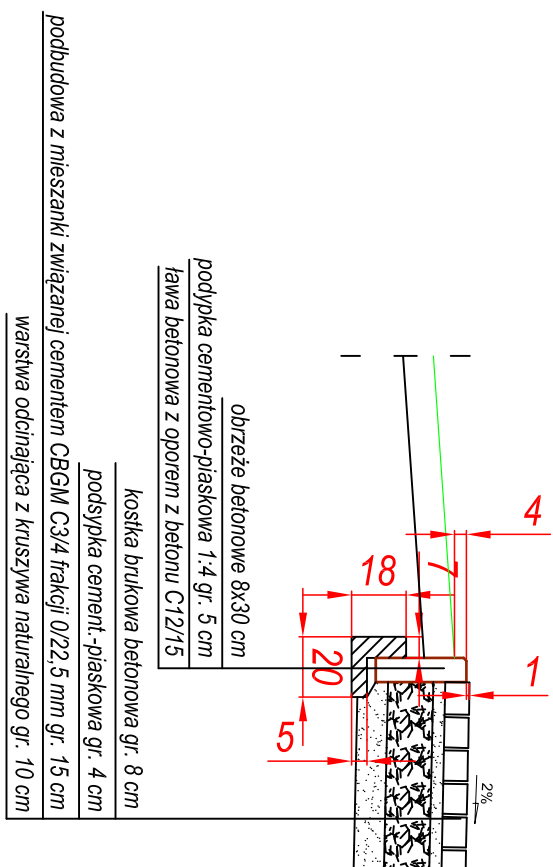 obrzeże betonowe 8x30 cm
podypka cementowo-piaskowa 1:4 gr. 5 cm
ława betonowa z oporem z betonu C12/15
kostka brukowa betonowa gr. 8 cm
podsypka cement.-piaskowa gr. 4 cm
podbudowa z mieszanki związanej cementem CBGM C3/4 frakcji 0/22,5 mm gr. 15 cm
warstwa odcinająca z kruszywa naturalnego gr. 10 cm
4
7
18
1
20
5
2%